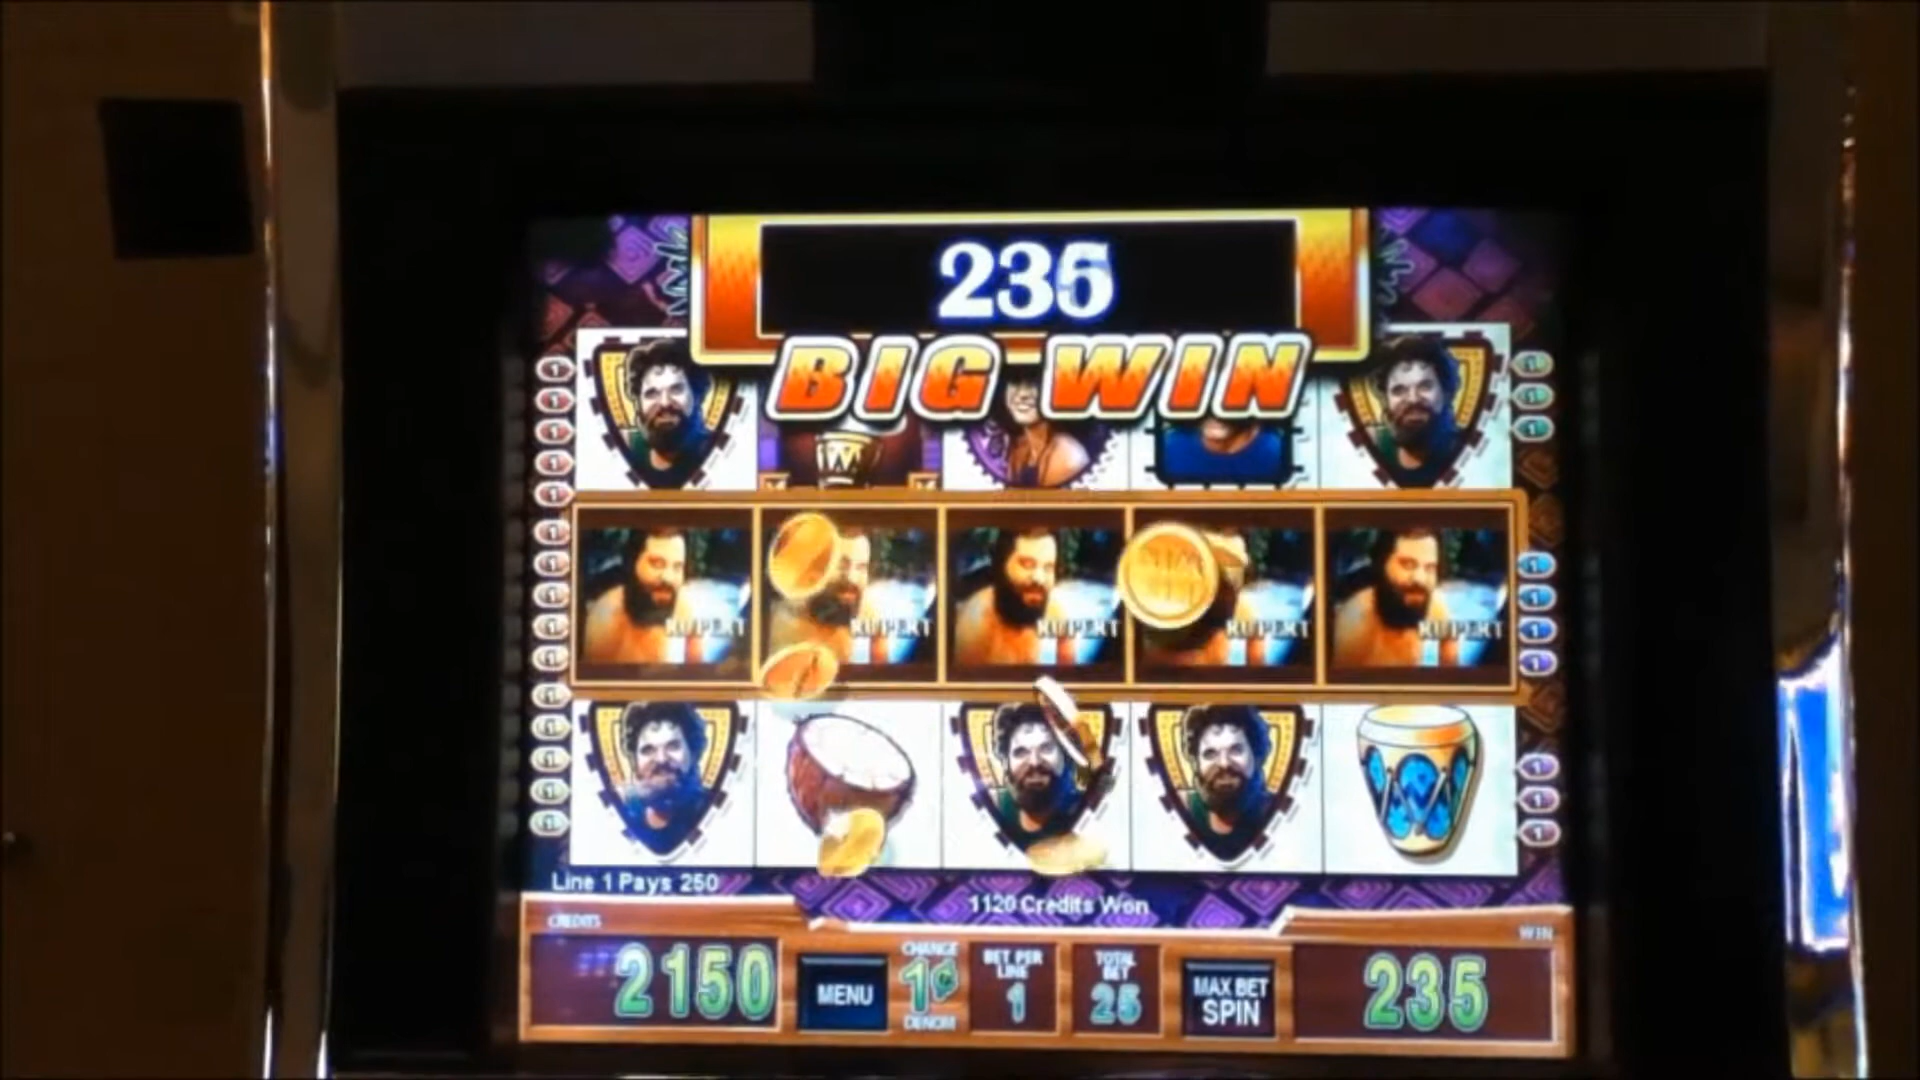 235
BIG WIN
RUPERT RUPERT RUPERT RUPERT RUPERT
Line 1 Pays 250
1120 Credits Won
CREDITS
2150
MENU
CHANGE
1¢
DENOM
BET PER
LINE
1
TOTAL
BET
25
MAX BET
SPIN
WIN
235